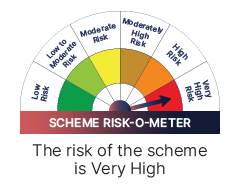 Low
Risk
Low to
Moderate
Risk
Moderate
Risk
Moderately
High
Risk
High
Risk
Very
High
Risk
SCHEME RISK-O-METER
The risk of the scheme
is Very High